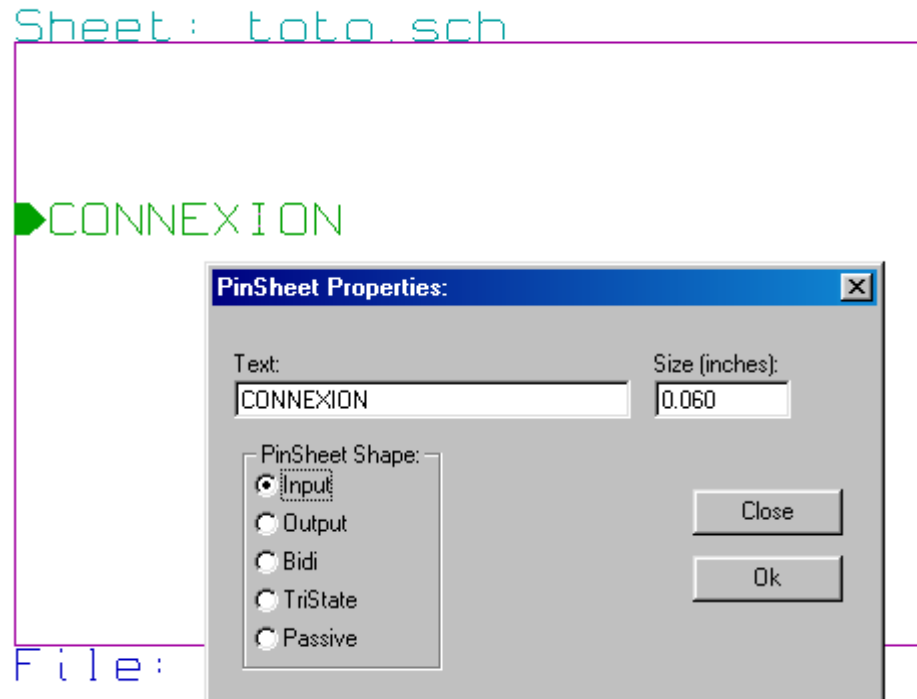 Sheet: toto.sch
CONNEXION
PinSheet Properties:
Text:
Size (inches):
CONNEXION
0.060
PinSheet Shape:
Input
Output
Bidi
TriState
Passive
Close
Ok
File: